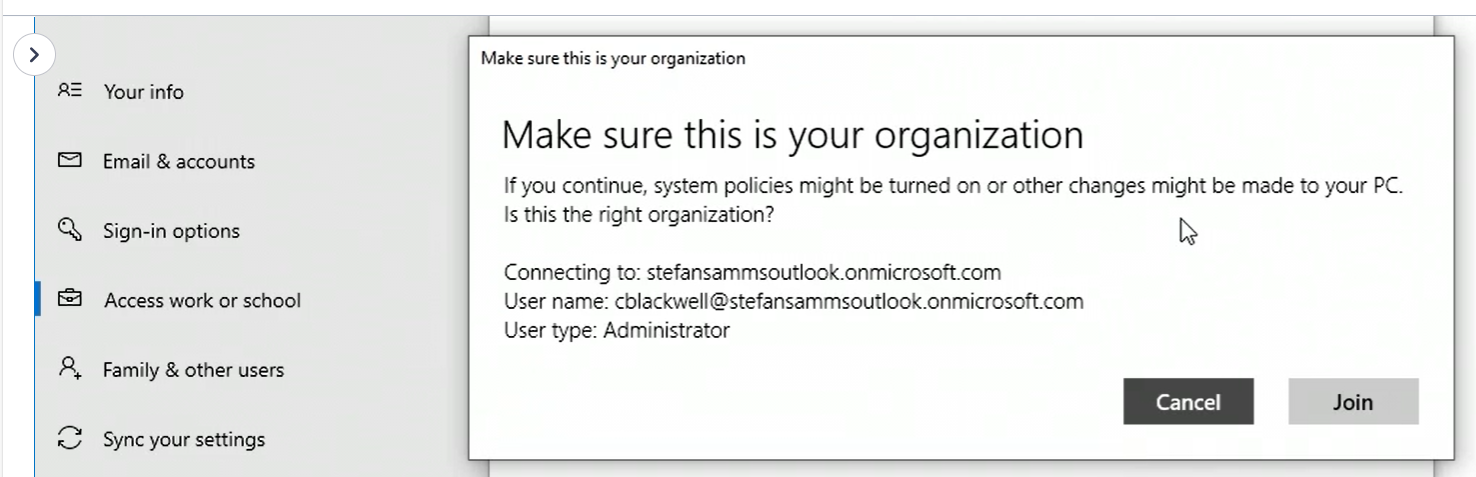 Your info
Email & accounts
Sign-in options
Access work or school
Family & other users
Sync your settings
Make sure this is your organization
Make sure this is your organization
If you continue, system policies might be turned on or other changes might be made to your PC.
Is this the right organization?
Connecting to: stefansammsoutlook.onmicrosoft.com
User name: cblackwell@stefansammsoutlook.onmicrosoft.com
User type: Administrator
Cancel
Join